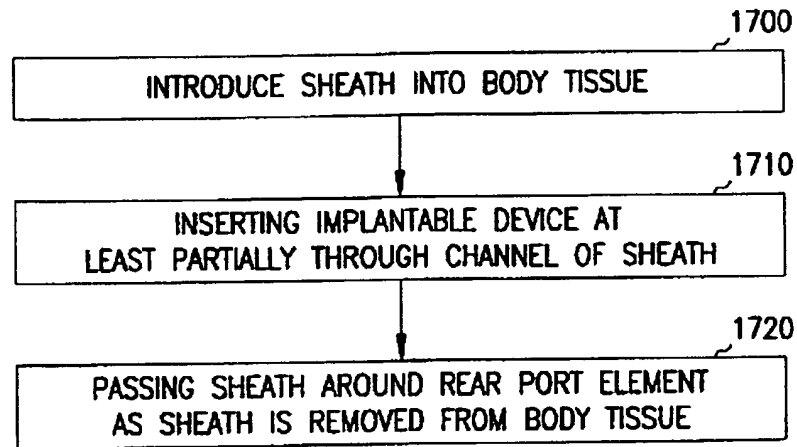 1700
INTRODUCE SHEATH INTO BODY TISSUE
1710
INSERTING IMPLANTABLE DEVICE AT
LEAST PARTIALLY THROUGH CHANNEL OF SHEATH
1720
PASSING SHEATH AROUND REAR PORT ELEMENT
AS SHEATH IS REMOVED FROM BODY TISSUE